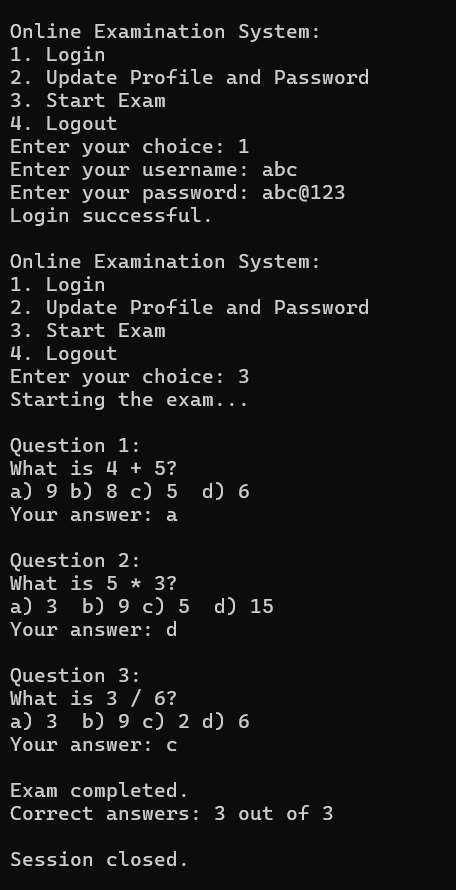 Online Examination System:
1. Login
2. Update Profile and Password
3. Start Exam
4. Logout
Enter your choice: 1
Enter your username: abc
Enter your password: abc@123
Login successful.

Online Examination System:
1. Login
2. Update Profile and Password
3. Start Exam
4. Logout
Enter your choice: 3
Starting the exam...

Question 1:
What is 4 + 5?
a) 9 b) 8 c) 5  d) 6
Your answer: a

Question 2:
What is 5 * 3?
a) 3  b) 9 c) 5  d) 15
Your answer: d

Question 3:
What is 3 / 6?
a) 3  b) 9 c) 2 d) 6
Your answer: c

Exam completed.
Correct answers: 3 out of 3

Session closed.